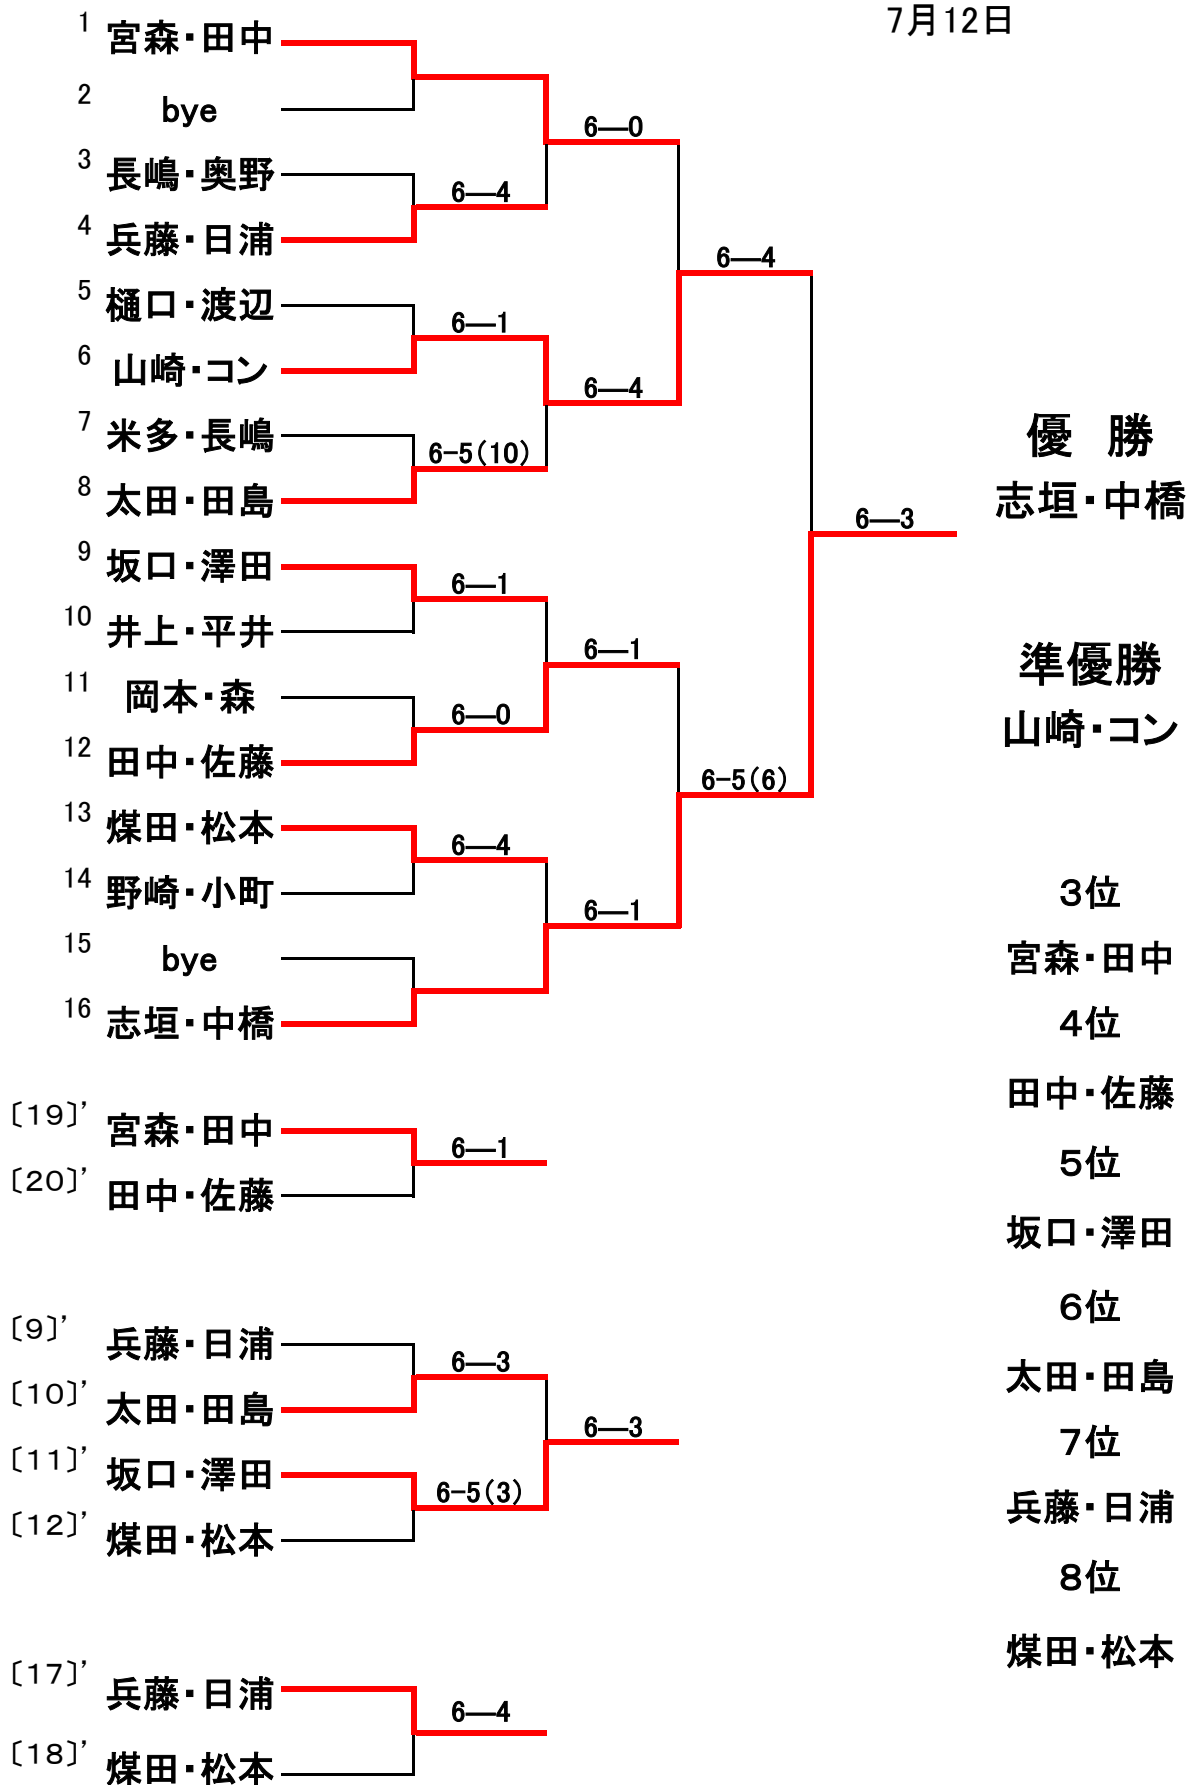 7月12日
1 宮森・田中
2 bye
6―0
3 長嶋・奥野
6―4
4 兵藤・日浦
6―4
5 樋口・渡辺
6―1
6 山崎・コン
6―4
7 米多・長嶋
6-5(10)
8 太田・田島
優 勝
志垣・中橋
6―3
9 坂口・澤田
6―1
10 井上・平井
6―1
11 岡本・森
6―0
12 田中・佐藤
6-5(6)
準優勝
山崎・コン
13 煤田・松本
6―4
14 野崎・小町
6―1
15 bye
16 志垣・中橋
3位
宮森・田中
4位
田中・佐藤
5位
坂口・澤田
6位
太田・田島
7位
兵藤・日浦
8位
煤田・松本
〔19〕’ 宮森・田中
6―1
〔20〕’ 田中・佐藤
〔9〕’ 兵藤・日浦
6―3
〔10〕’ 太田・田島
6―3
〔11〕’ 坂口・澤田
6-5(3)
〔12〕’ 煤田・松本
〔17〕’ 兵藤・日浦
6―4
〔18〕’ 煤田・松本